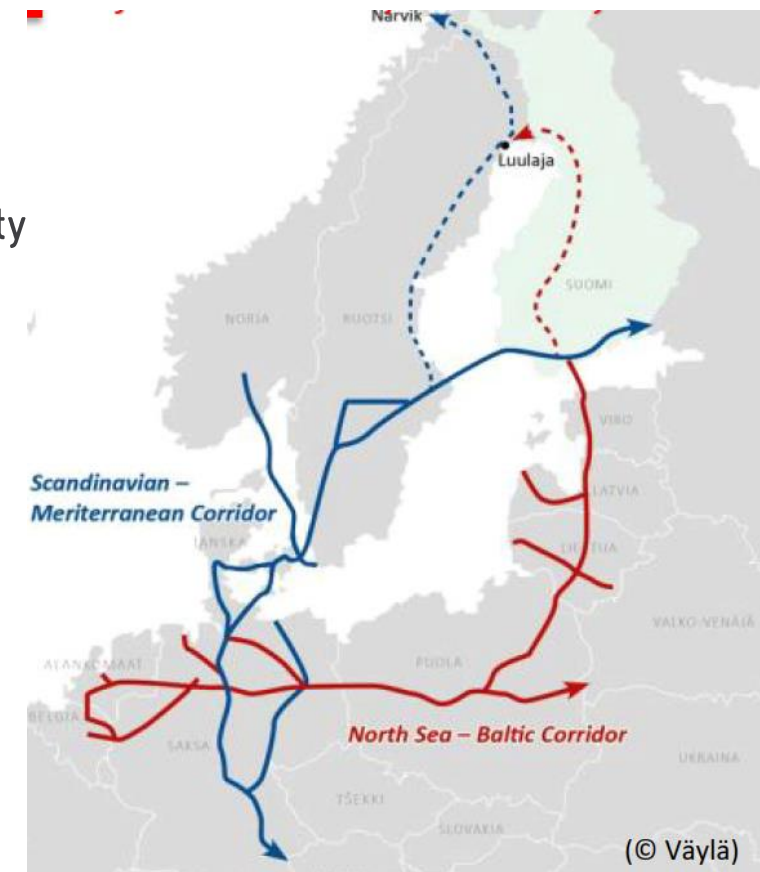 Narvik
ty
Luulaja
SUOMI
NORJA
RUOTSI
VIRO
Scandinavian –
Meriterranean Corridor
LATVIA
TANSKA
LIETTUA
VALKO-VENÄJÄ
ALANKOMAAT
PUOLA
BELGIA
North Sea – Baltic Corridor
SAKSA
UKRAINA
TŠEKKI
SLOVAKIA
(© Väylä)